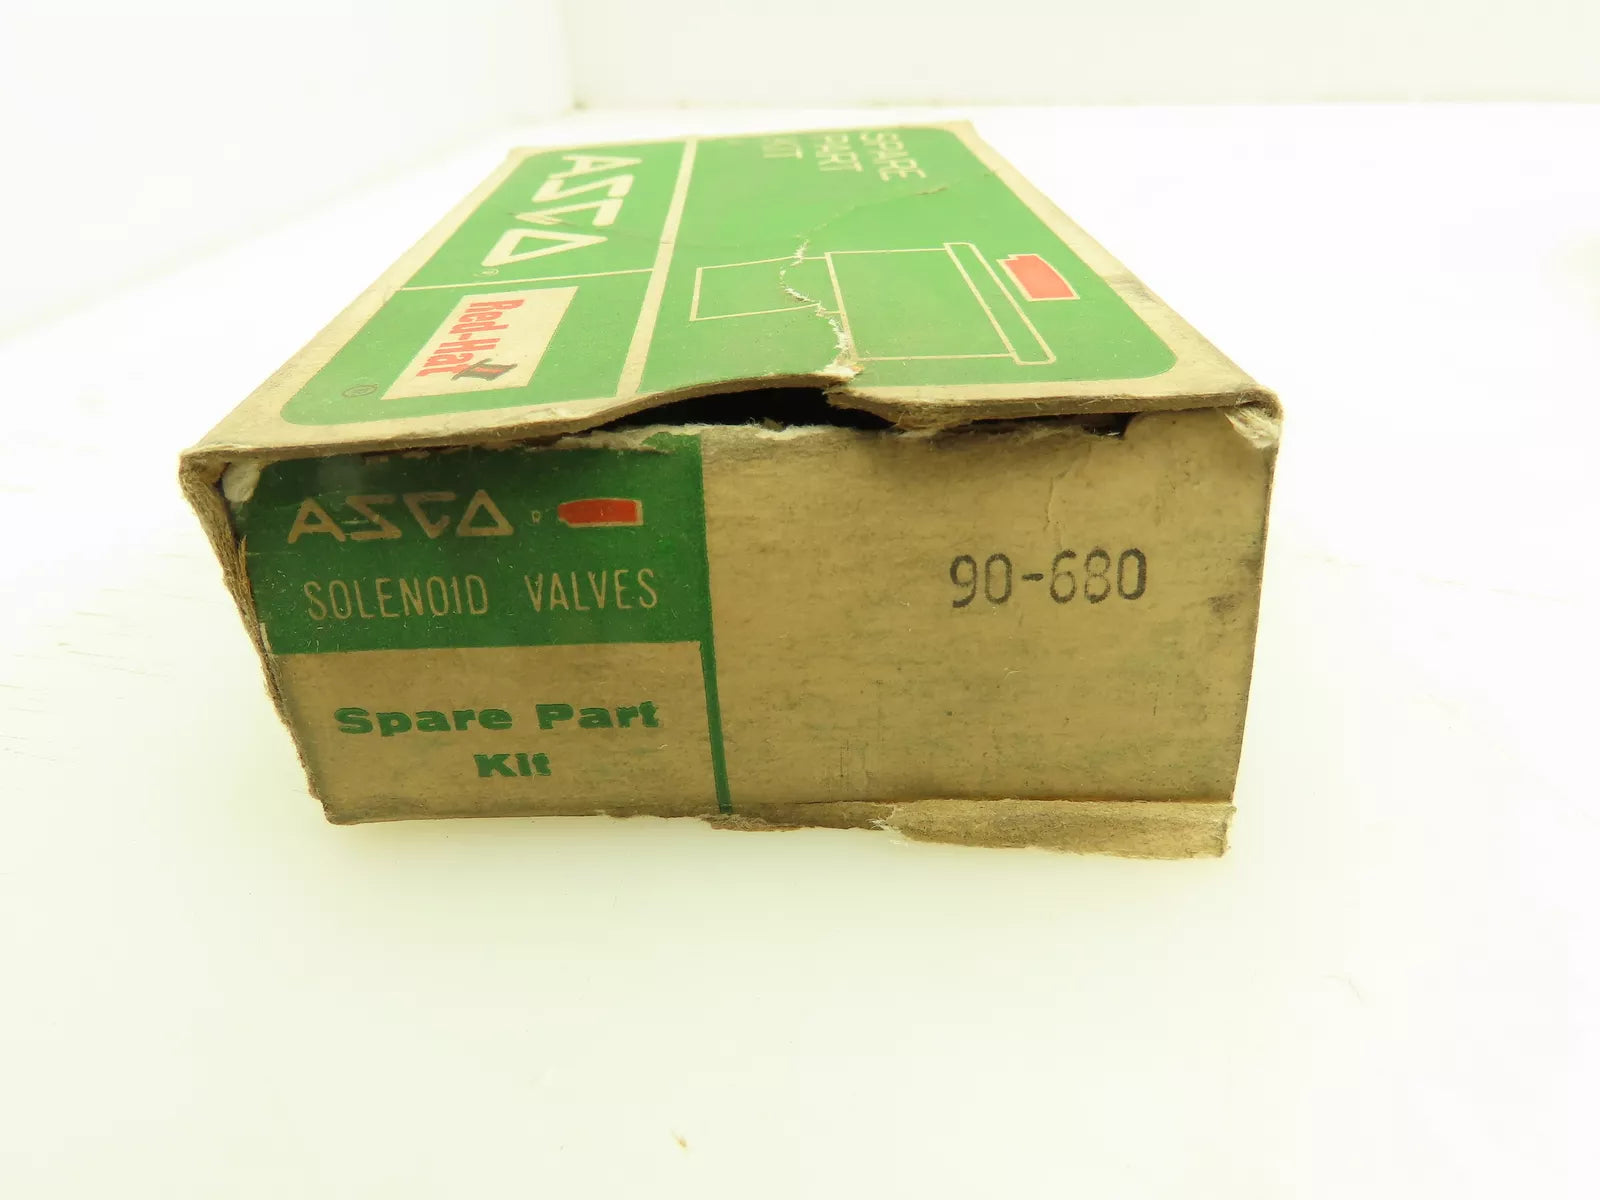 SPARE
PART
KIT
ASCO®
Red-Hat II
®
ASCO ®
SOLENOID VALVES
Spare Part
Kit
90-680